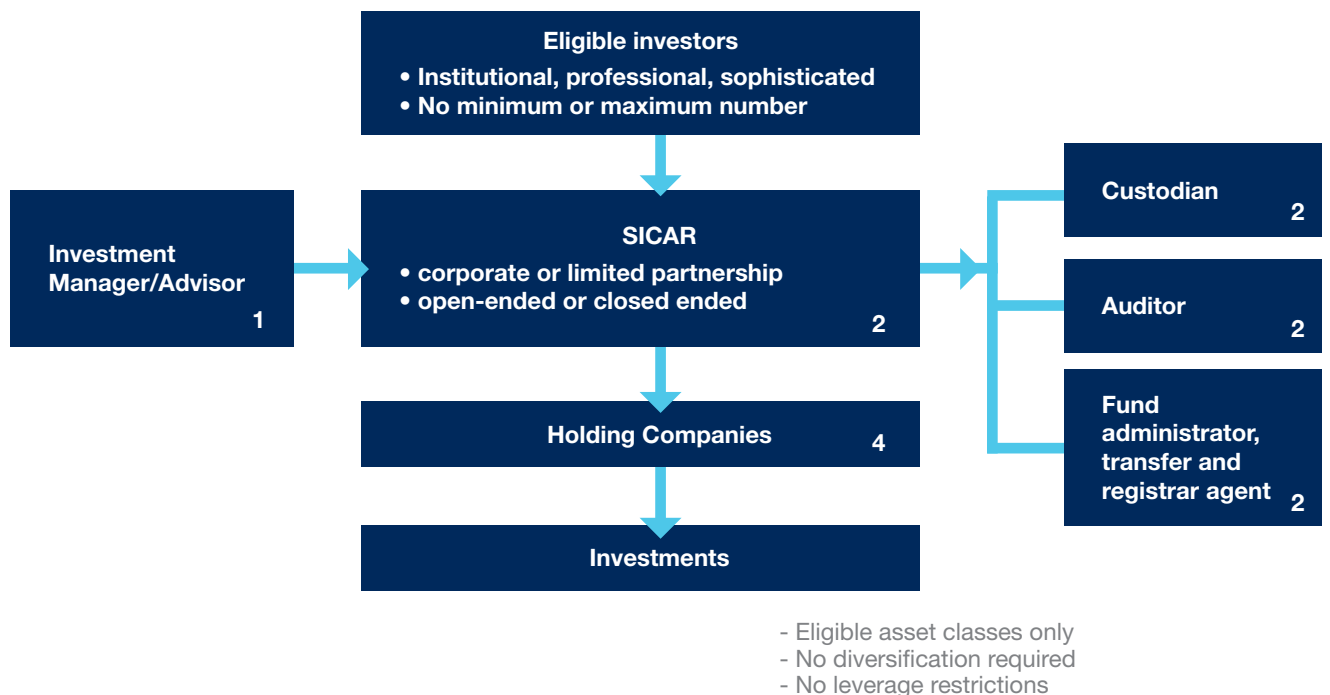 Eligible investors
• Institutional, professional, sophisticated
• No minimum or maximum number
Investment
Manager/Advisor
1
SICAR
• corporate or limited partnership
• open-ended or closed ended
2
Custodian
2
Auditor
2
Fund
administrator,
transfer and
registrar agent
2
Holding Companies
4
Investments
- Eligible asset classes only
- No diversification required
- No leverage restrictions